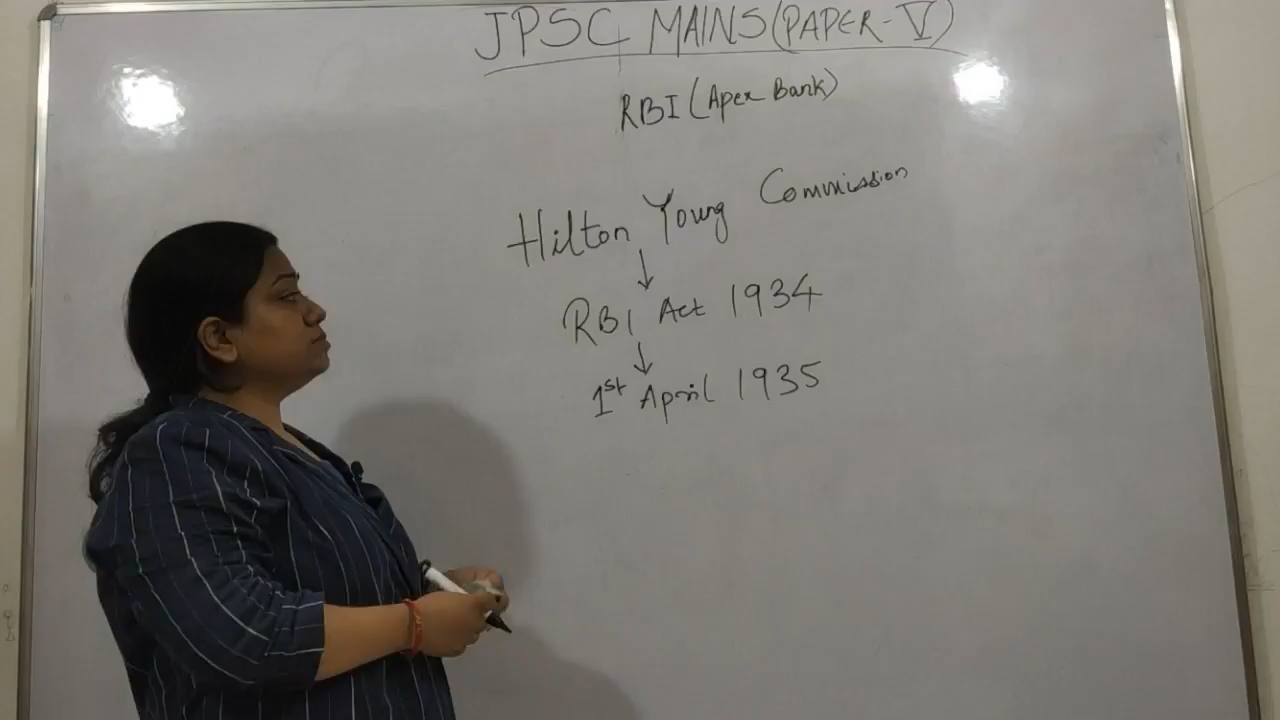 JPSC MAINS (PAPER-V)
RBI (Apex Bank)
Hilton Young Commission
↓
RBI Act 1934
↓
1st April 1935